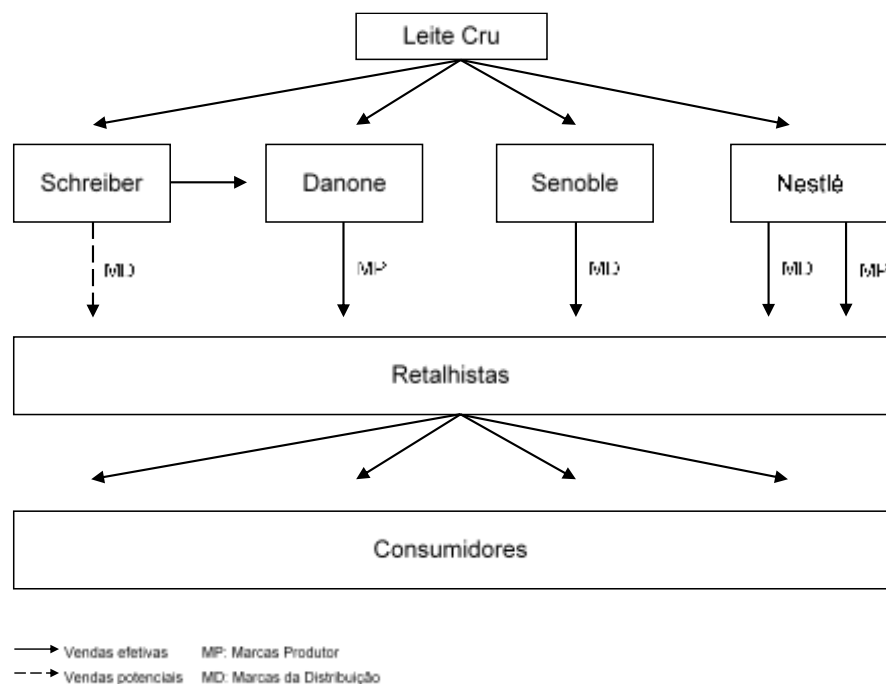 Leite Cru
Schreiber Danone Senoble Nestlé
MD MP MD MD MP
Retalhistas
Consumidores
Vendas efetivas MP: Marcas Produtor
Vendas potenciais MD: Marcas da Distribuição